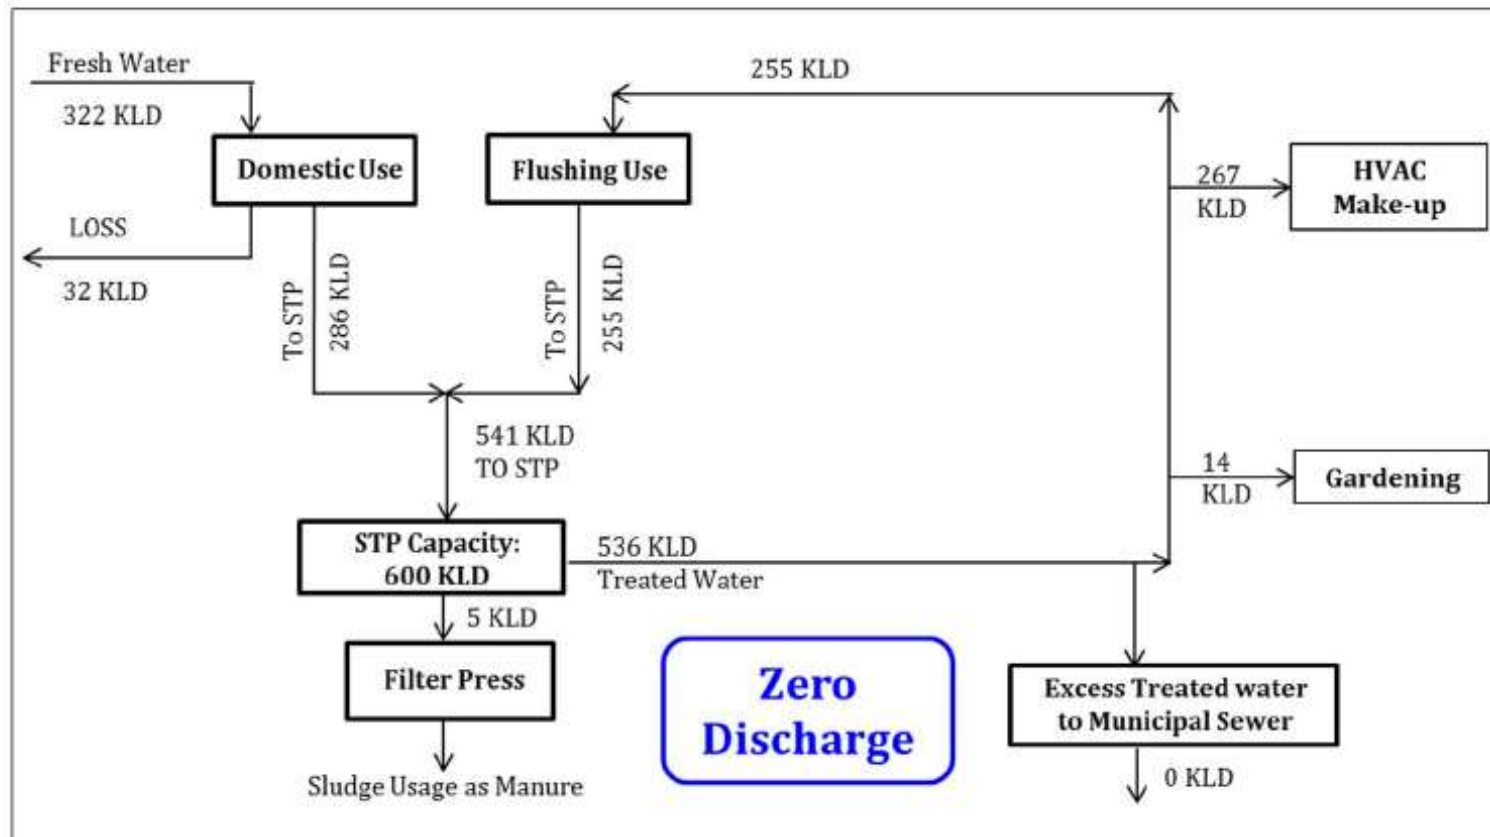 Fresh Water
322 KLD
Domestic Use
LOSS
32 KLD
To STP
286 KLD
255 KLD
Flushing Use
To STP
255 KLD
267
KLD
HVAC
Make-up
541 KLD
TO STP
14
KLD
Gardening
STP Capacity:
600 KLD
536 KLD
Treated Water
5 KLD
Filter Press
Sludge Usage as Manure
Zero
Discharge
Excess Treated water
to Municipal Sewer
0 KLD